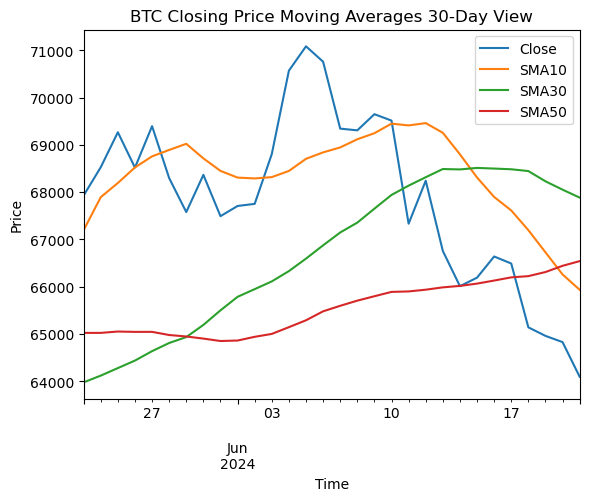 BTC Closing Price Moving Averages 30-Day View
71000
70000
69000
68000
67000
66000
65000
64000
Price
Close
SMA10
SMA30
SMA50
27
03
10
17
Jun
2024
Time